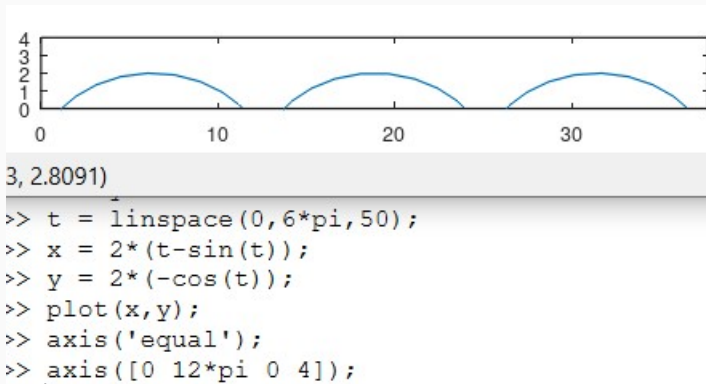 4
3
2
1
0
0 10 20 30
3, 2.8091)
>> t = linspace(0,6*pi,50);
>> x = 2*(t-sin(t));
>> y = 2*(-cos(t));
>> plot(x,y);
>> axis('equal');
>> axis([0 12*pi 0 4]);